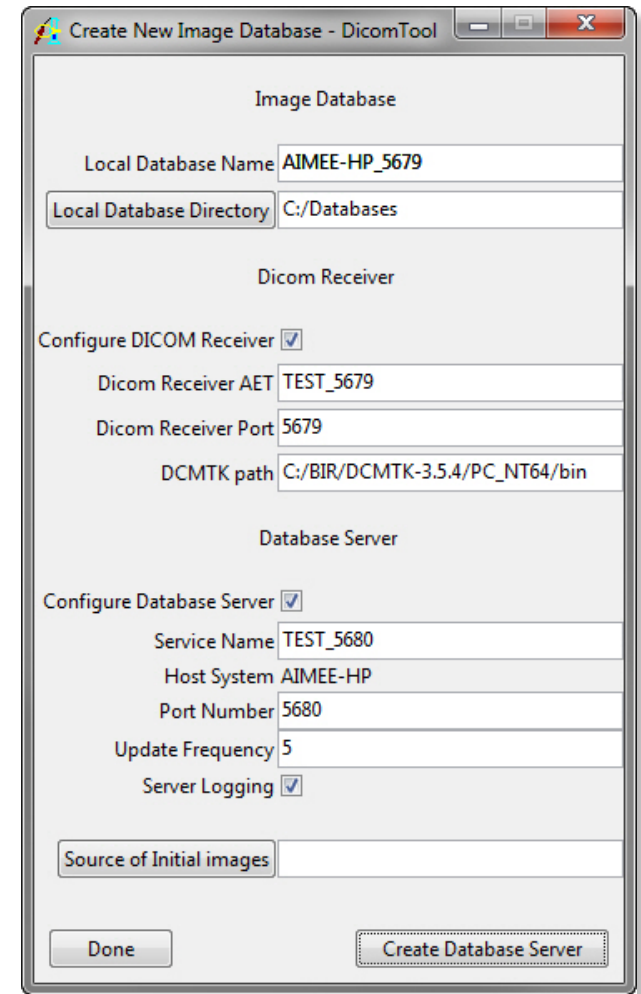 Create New Image Database - DicomTool
Image Database
Local Database Name AIMEE-HP_5679
Local Database Directory C:/Databases
Dicom Receiver
Configure DICOM Receiver
Dicom Receiver AET TEST_5679
Dicom Receiver Port 5679
DCMTK path C:/BIR/DCMTK-3.5.4/PC_NT64/bin
Database Server
Configure Database Server
Service Name TEST_5680
Host System AIMEE-HP
Port Number 5680
Update Frequency 5
Server Logging
Source of Initial images
Done Create Database Server